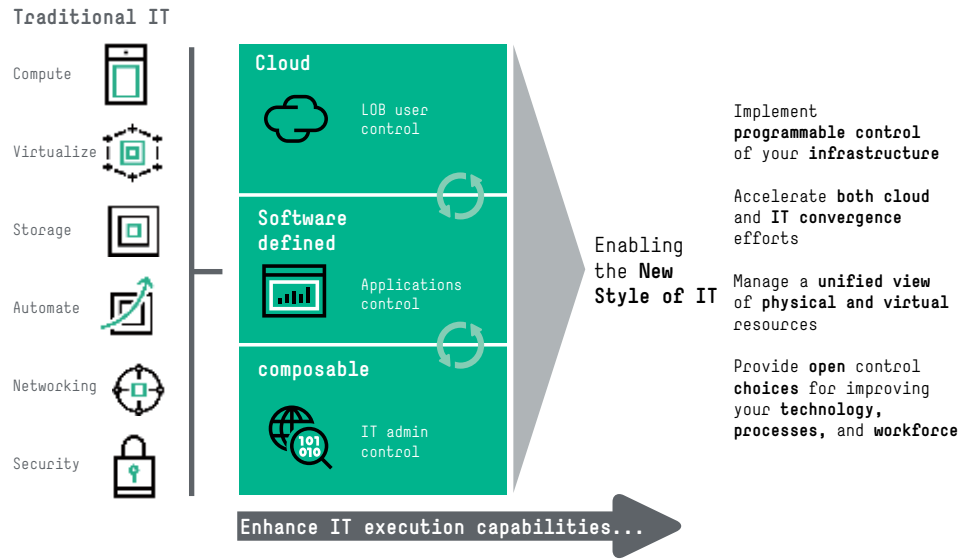 Traditional IT
Compute
Virtualize
Storage
Automate
Networking
Security
Cloud
LOB user
control
Software
defined
Applications
control
composable
101
010
IT admin
control
Enabling
the New
Style of IT
Implement
programmable control
of your infrastructure
Accelerate both cloud
and IT convergence
efforts
Manage a unified view
of physical and virtual
resources
Provide open control
choices for improving
your technology,
processes, and workforce
Enhance IT execution capabilities...